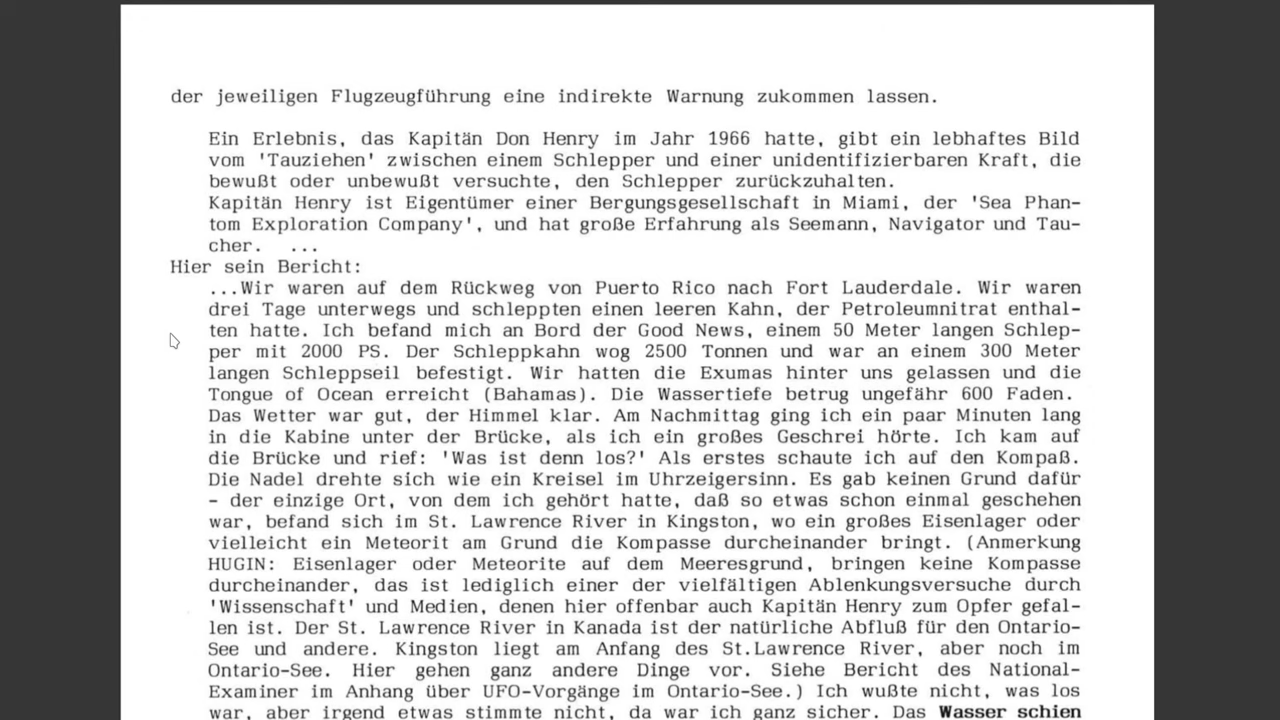 der jeweiligen Flugzeugführung eine indirekte Warnung zukommen lassen.
Ein Erlebnis, das Kapitän Don Henry im Jahr 1966 hatte, gibt ein lebhaftes Bild
vom 'Tauziehen' zwischen einem Schlepper und einer unidentifizierbaren Kraft, die
bewußt oder unbewußt versuchte, den Schlepper zurückzuhalten.
Kapitän Henry ist Eigentümer einer Bergungsgesellschaft in Miami, der 'Sea Phan-
tom Exploration Company', und hat große Erfahrung als Seemann, Navigator und Tau-
cher. ...
Hier sein Bericht:
...Wir waren auf dem Rückweg von Puerto Rico nach Fort Lauderdale. Wir waren
drei Tage unterwegs und schleppten einen leeren Kahn, der Petroleumnitrat enthal-
ten hatte. Ich befand mich an Bord der Good News, einem 50 Meter langen Schlep-
per mit 2000 PS. Der Schleppkahn wog 2500 Tonnen und war an einem 300 Meter
langen Schleppseil befestigt. Wir hatten die Exumas hinter uns gelassen und die
Tongue of Ocean erreicht (Bahamas). Die Wassertiefe betrug ungefähr 600 Faden.
Das Wetter war gut, der Himmel klar. Am Nachmittag ging ich ein paar Minuten lang
in die Kabine unter der Brücke, als ich ein großes Geschrei hörte. Ich kam auf
die Brücke und rief: 'Was ist denn los?' Als erstes schaute ich auf den Kompaß.
Die Nadel drehte sich wie ein Kreisel im Uhrzeigersinn. Es gab keinen Grund dafür
- der einzige Ort, von dem ich gehört hatte, daß so etwas schon einmal geschehen
war, befand sich im St. Lawrence River in Kingston, wo ein großes Eisenlager oder
vielleicht ein Meteorit am Grund die Kompasse durcheinander bringt. (Anmerkung
HUGIN: Eisenlager oder Meteorite auf dem Meeresgrund, bringen keine Kompasse
durcheinander, das ist lediglich einer der vielfältigen Ablenkungsversuche durch
'Wissenschaft' und Medien, denen hier offenbar auch Kapitän Henry zum Opfer gefal-
len ist. Der St. Lawrence River in Kanada ist der natürliche Abfluß für den Ontario-
See und andere. Kingston liegt am Anfang des St.Lawrence River, aber noch im
Ontario-See. Hier gehen ganz andere Dinge vor. Siehe Bericht des National-
Examiner im Anhang über UFO-Vorgänge im Ontario-See.) Ich wußte nicht, was los
war, aber irgend etwas stimmte nicht, da war ich ganz sicher. Das Wasser schien